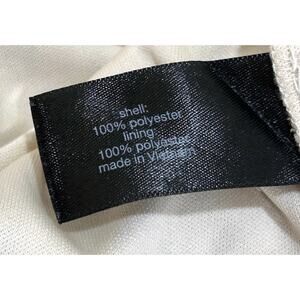 shell:
100% polyester
lining:
100% polyester
made in Vietnam